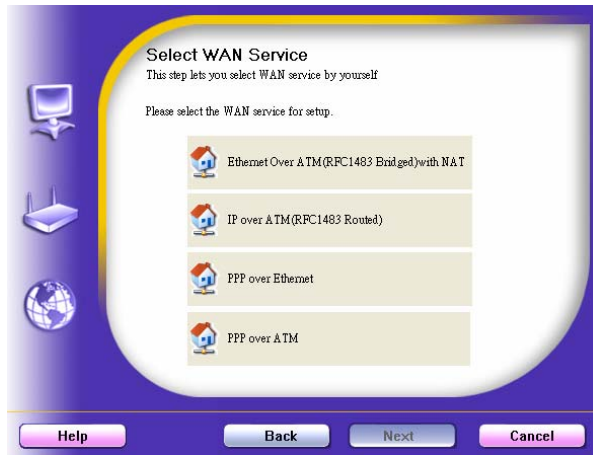 Select WAN Service
This step lets you select WAN service by yourself
Please select the WAN service for setup.
Ethernet Over ATM(RFC1483 Bridged)with NAT
IP over ATM(RFC1483 Routed)
PPP over Ethernet
PPP over ATM
Help
Back
Next
Cancel